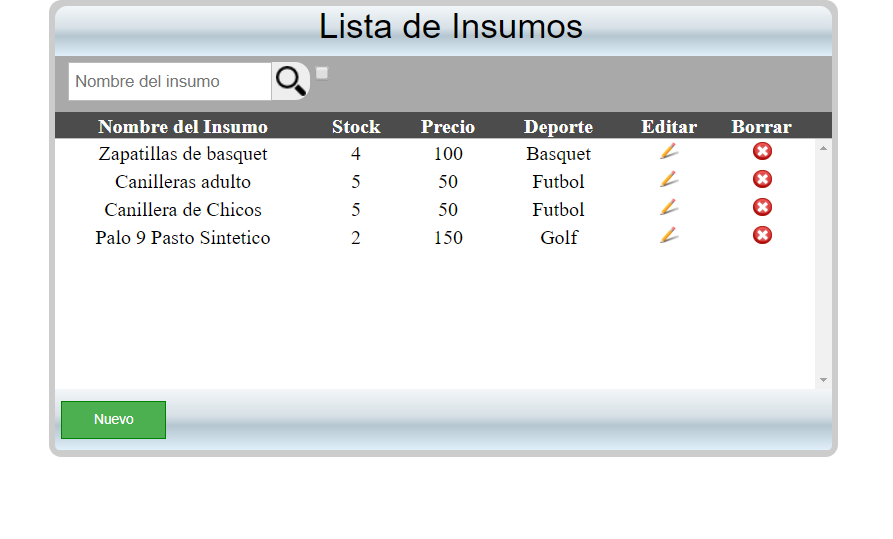 Lista de Insumos
Nombre del insumo
Nombre del Insumo Stock Precio Deporte Editar Borrar
Zapatillas de basquet 4 100 Basquet
Canilleras adulto 5 50 Futbol
Canillera de Chicos 5 50 Futbol
Palo 9 Pasto Sintetico 2 150 Golf
Nuevo